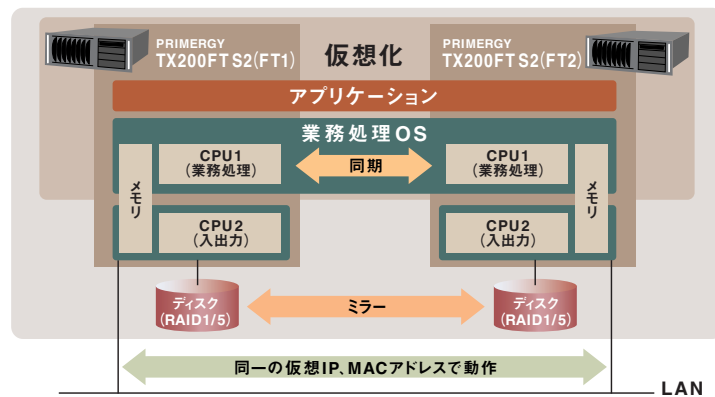 PRIMERGY
TX200FT S2(FT1)
仮想化
PRIMERGY
TX200FT S2(FT2)
アプリケーション
業務処理OS
メモリ
CPU1
(業務処理)
同期
CPU1
(業務処理)
メモリ
CPU2
(入出力)
CPU2
(入出力)
ディスク
(RAID1/5)
ミラー
ディスク
(RAID1/5)
同一の仮想IP、MACアドレスで動作
LAN